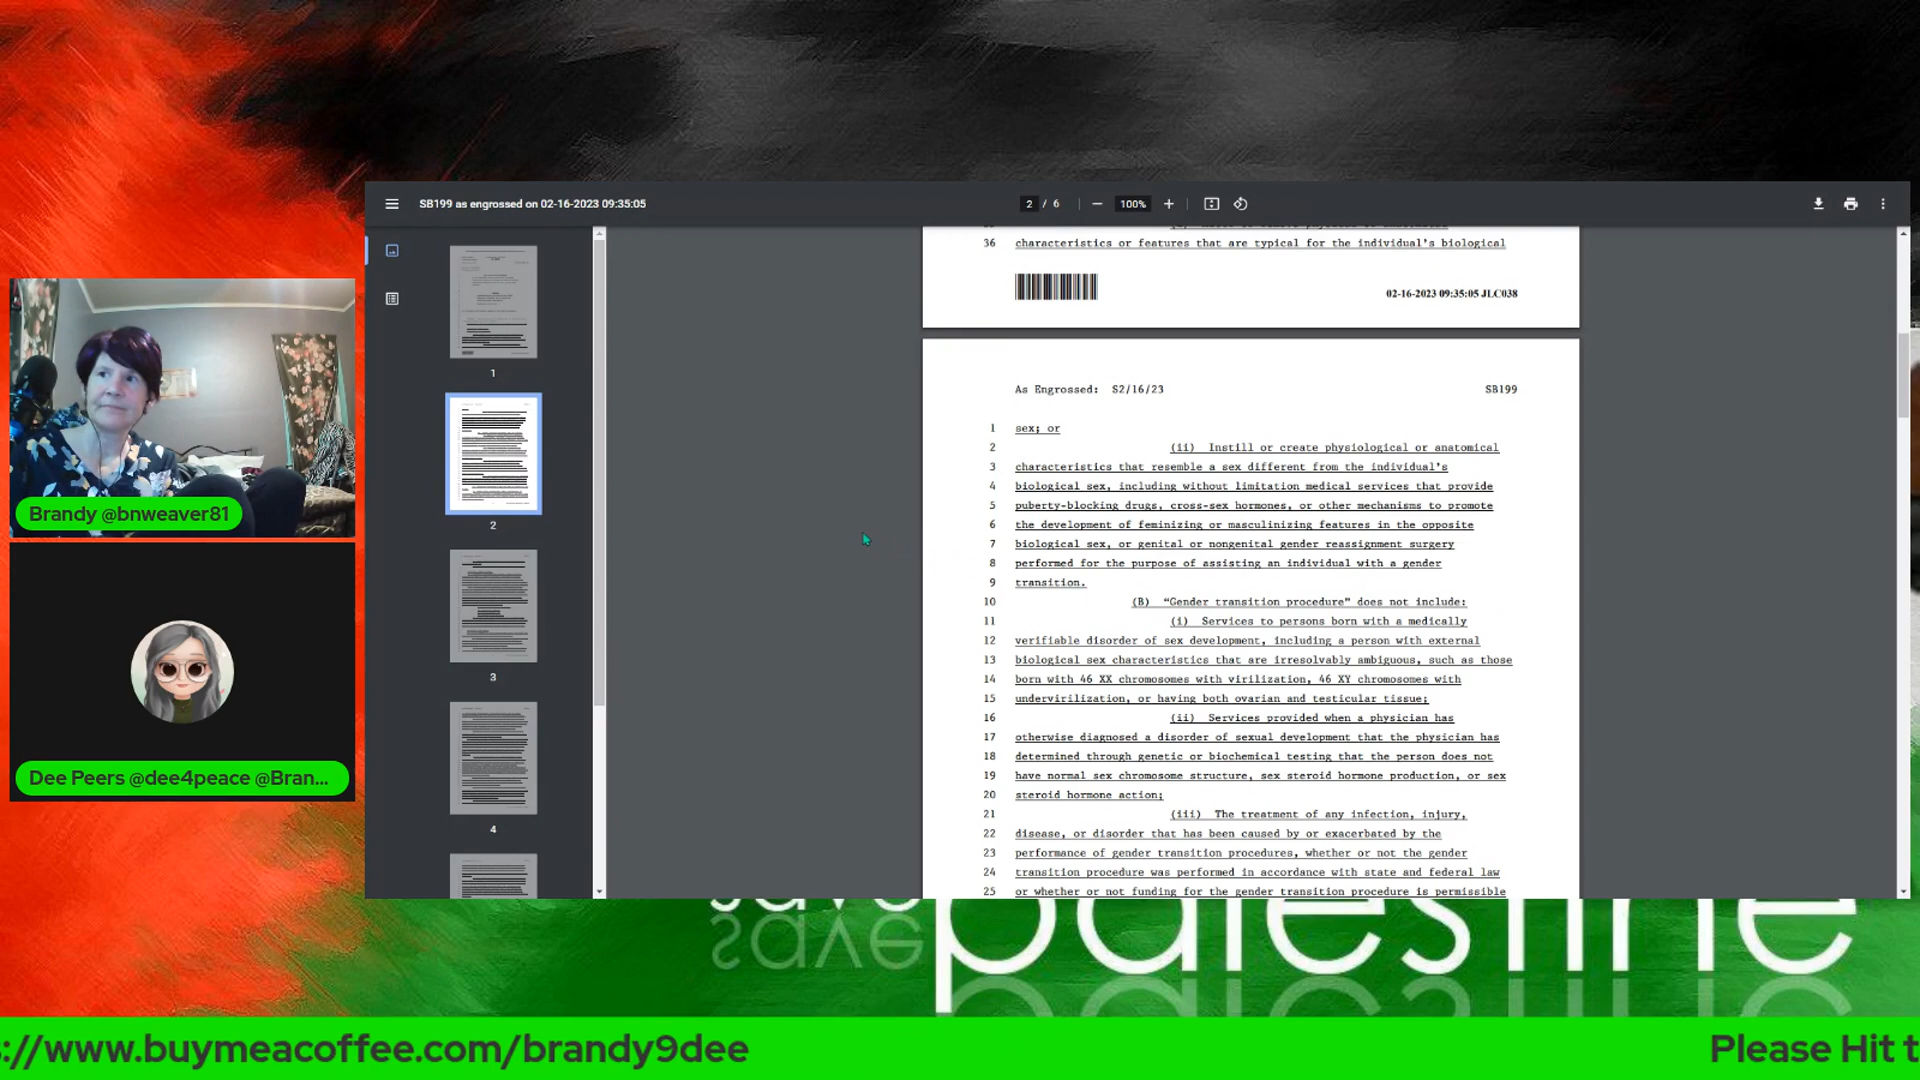 SB199 as engrossed on 02-16-2023 09:35:05
2 / 6
100%
1
2
3
4
36 characteristics or features that are typical for the individual's biological
02-16-2023 09:35:05 JLC038
As Engrossed: S2/16/23 SB199
1 sex; or
2 (ii) Instill or create physiological or anatomical
3 characteristics that resemble a sex different from the individual's
4 biological sex, including without limitation medical services that provide
5 puberty-blocking drugs, cross-sex hormones, or other mechanisms to promote
6 the development of feminizing or masculinizing features in the opposite
7 biological sex, or genital or nongenital gender reassignment surgery
8 performed for the purpose of assisting an individual with a gender
9 transition.
10 (B) "Gender transition procedure" does not include:
11 (i) Services to persons born with a medically
12 verifiable disorder of sex development, including a person with external
13 biological sex characteristics that are irresolvably ambiguous, such as those
14 born with 46 XX chromosomes with virilization, 46 XY chromosomes with
15 undervirilization, or having both ovarian and testicular tissue;
16 (ii) Services provided when a physician has
17 otherwise diagnosed a disorder of sexual development that the physician has
18 determined through genetic or biochemical testing that the person does not
19 have normal sex chromosome structure, sex steroid hormone production, or sex
20 steroid hormone action;
21 (iii) The treatment of any infection, injury,
22 disease, or disorder that has been caused by or exacerbated by the
23 performance of gender transition procedures, whether or not the gender
24 transition procedure was performed in accordance with state and federal law
25 or whether or not funding for the gender transition procedure is permissible
Brandy @bnweaver81
Dee Peers @dee4peace @Bran...
save palestine
://www.buymeacoffee.com/brandy9dee
Please Hit t